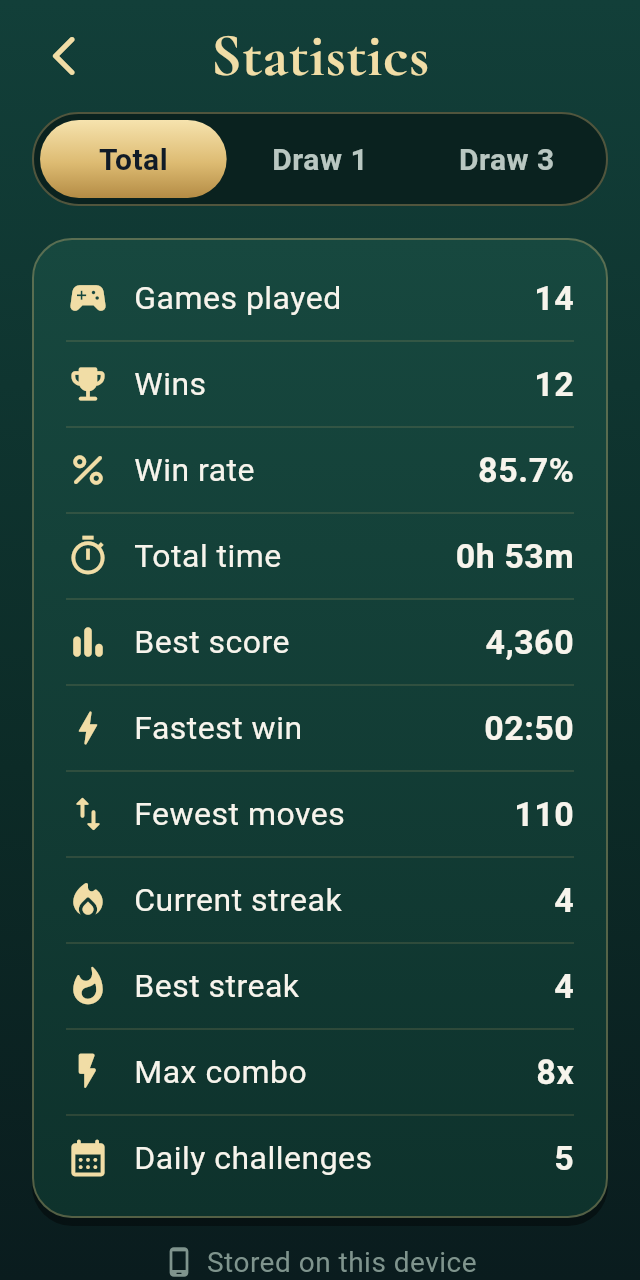 Statistics
Total Draw 1 Draw 3
Games played 14
Wins 12
Win rate 85.7%
Total time 0h 53m
Best score 4,360
Fastest win 02:50
Fewest moves 110
Current streak 4
Best streak 4
Max combo 8x
Daily challenges 5
Stored on this device